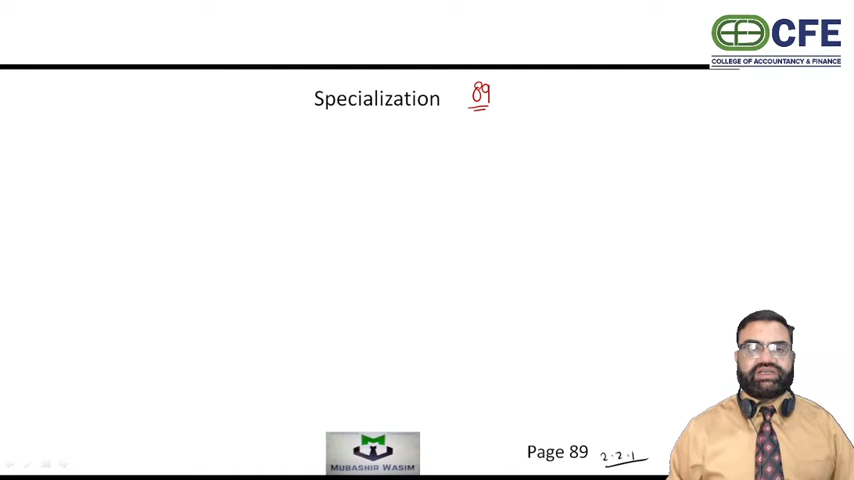 CFE
COLLEGE OF ACCOUNTANCY & FINANCE
Specialization 89
MUBASHIR WASIM
Page 89 2.2.1